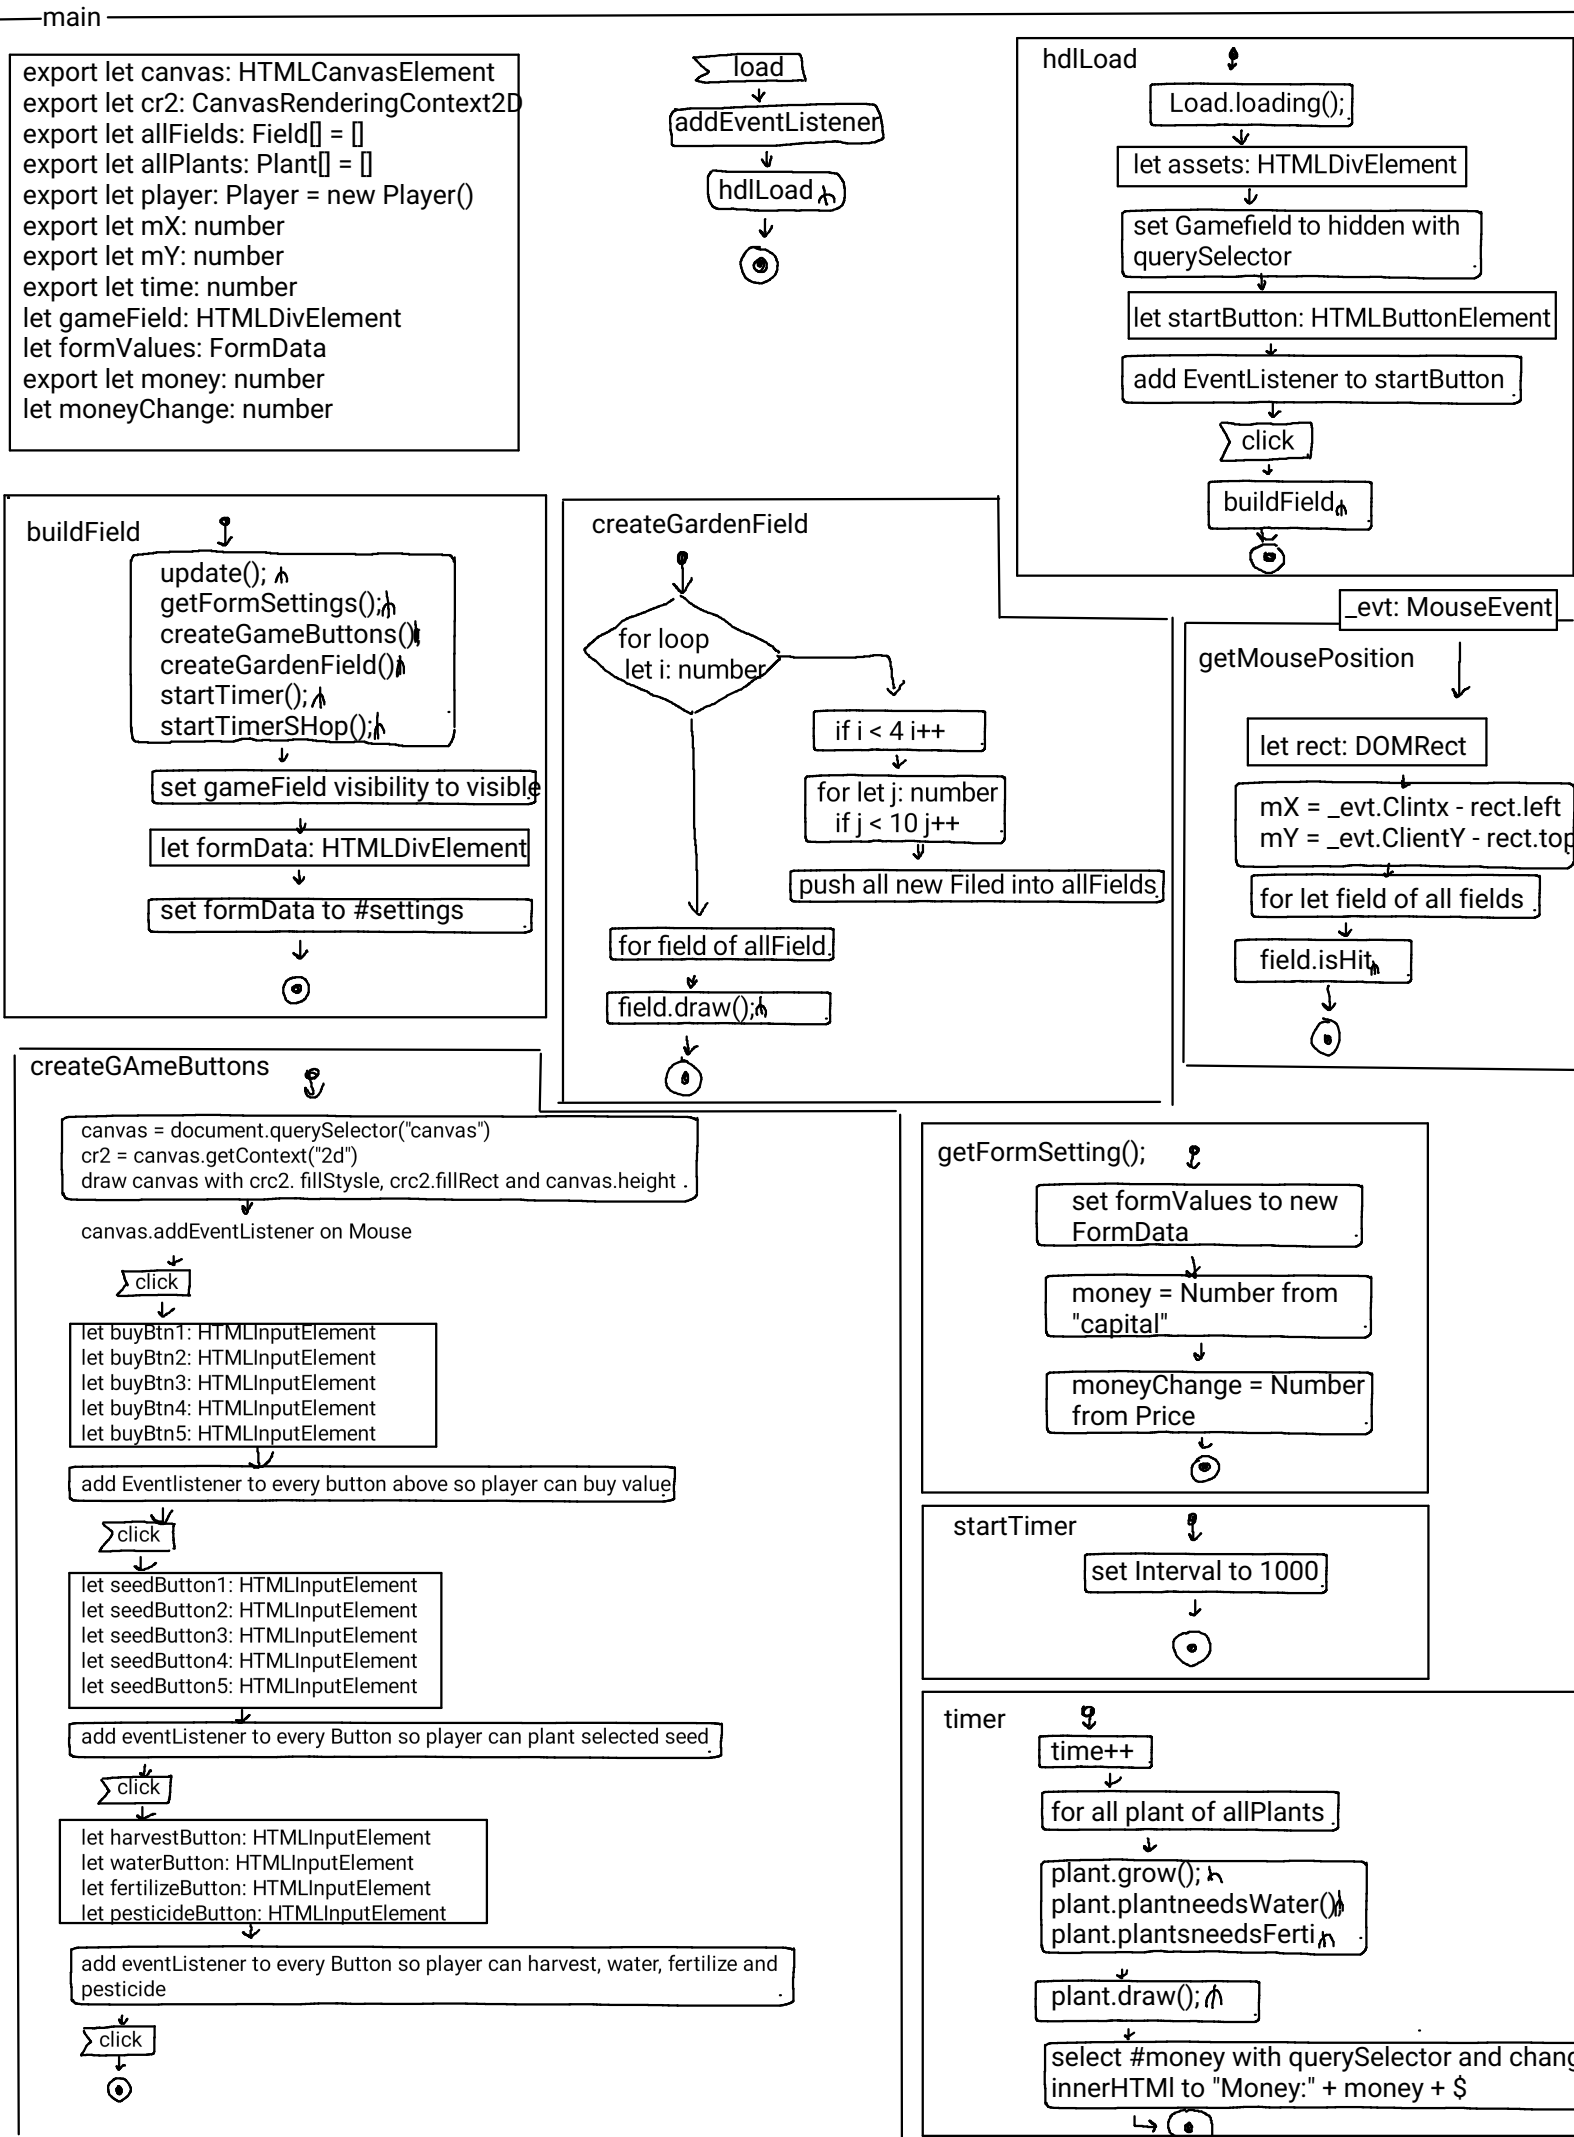 main
export let canvas: HTMLCanvasElement
export let cr2: CanvasRenderingContext2D
export let allFields: Field[] = []
export let allPlants: Plant[] = []
export let player: Player = new Player()
export let mX: number
export let mY: number
export let time: number
let gameField: HTMLDivElement
let formValues: FormData
export let money: number
let moneyChange: number
load
addEventListener
hdlLoad
hdlLoad
Load.loading();
let assets: HTMLDivElement
set Gamefield to hidden with
querySelector
let startButton: HTMLButtonElement
add EventListener to startButton
click
buildField
buildField
update();
getFormSettings();
createGameButtons()
createGardenField()
startTimer();
startTimerSHop();
set gameField visibility to visible
let formData: HTMLDivElement
set formData to #settings
createGardenField
for loop
let i: number
if i < 4 i++
for let j: number
if j < 10 j++
push all new Filed into allFields
for field of allField.
field.draw();
_evt: MouseEvent
getMousePosition
let rect: DOMRect
mX = _evt.Clintx - rect.left
mY = _evt.ClientY - rect.top
for let field of all fields
field.isHit
createGAmeButtons
canvas = document.querySelector("canvas")
cr2 = canvas.getContext("2d")
draw canvas with crc2. fillStysle, crc2.fillRect and canvas.height
canvas.addEventListener on Mouse
click
let buyBtn1: HTMLInputElement
let buyBtn2: HTMLInputElement
let buyBtn3: HTMLInputElement
let buyBtn4: HTMLInputElement
let buyBtn5: HTMLInputElement
add Eventlistener to every button above so player can buy value
click
let seedButton1: HTMLInputElement
let seedButton2: HTMLInputElement
let seedButton3: HTMLInputElement
let seedButton4: HTMLInputElement
let seedButton5: HTMLInputElement
add eventListener to every Button so player can plant selected seed
click
let harvestButton: HTMLInputElement
let waterButton: HTMLInputElement
let fertilizeButton: HTMLInputElement
let pesticideButton: HTMLInputElement
add eventListener to every Button so player can harvest, water, fertilize and
pesticide
click
getFormSetting();
set formValues to new
FormData
money = Number from
"capital"
moneyChange = Number
from Price
startTimer
set Interval to 1000
timer
time++
for all plant of allPlants
plant.grow();
plant.plantneedsWater()
plant.plantsneedsFerti
plant.draw();
select #money with querySelector and chang
innerHTMl to "Money:" + money + $